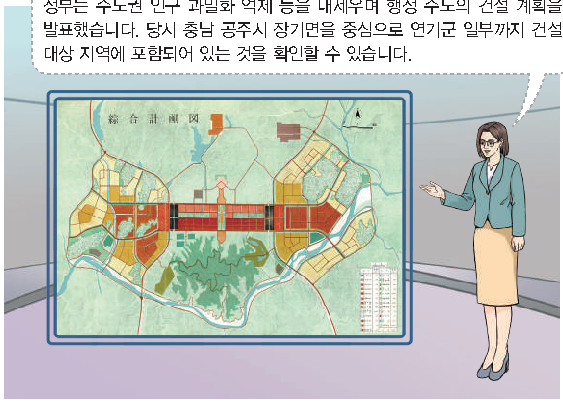 정부는 수도권 인구 과밀화 억제 등을 내세우며 행정 수도의 건설 계획을
발표했습니다. 당시 충남 공주시 장기면을 중심으로 연기군 일부까지 건설
대상 지역에 포함되어 있는 것을 확인할 수 있습니다.
綜合計劃図